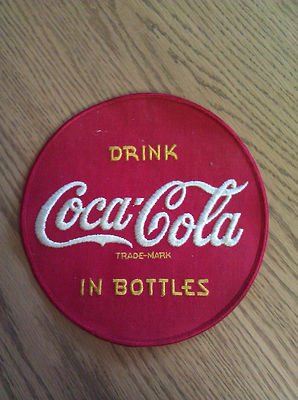 DRINK
Coca-Cola
TRADE-MARK
IN BOTTLES